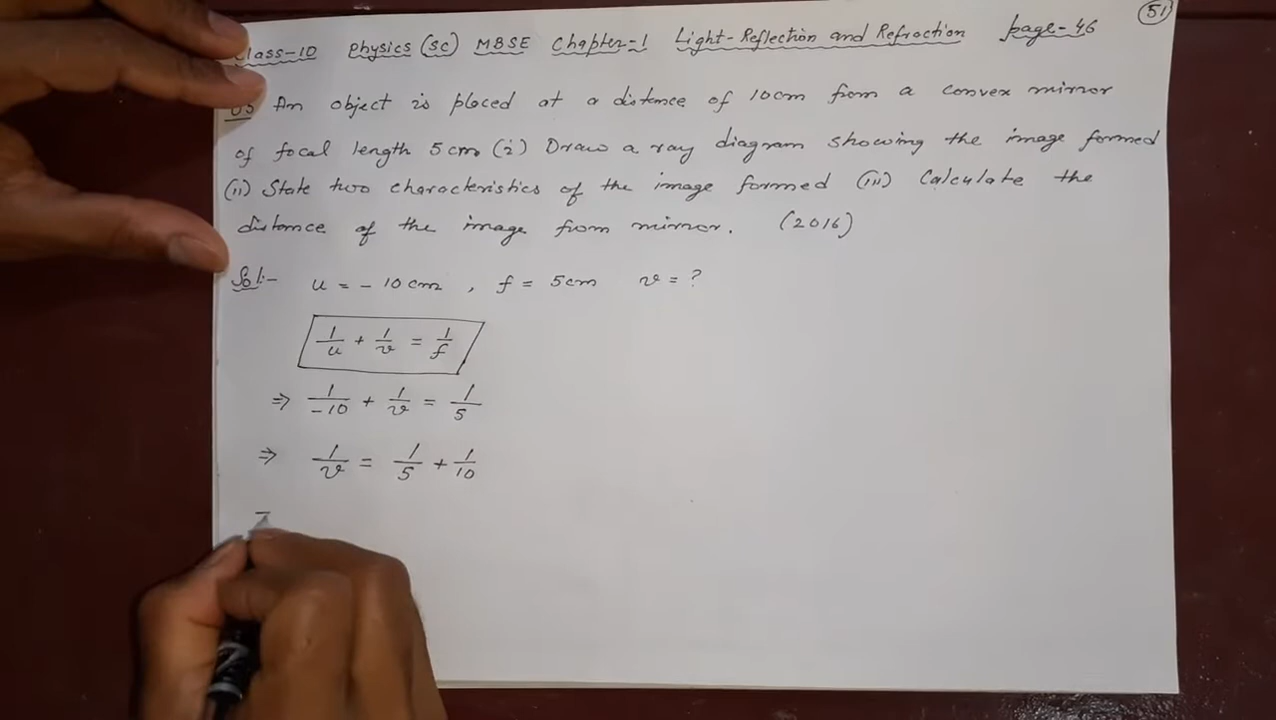 Class-10 Physics (SC) MBSE Chapter-1 Light-Reflection and Refraction page-46
51
An object is placed at a distance of 10cm from a convex mirror
of focal length 5cm. (i) Draw a ray diagram showing the image formed
(ii) State two characteristics of the image formed (iii) Calculate the
distance of the image from mirror. (2016)
Sol:- u = - 10cm , f = 5cm v = ?
1/u + 1/v = 1/f
⇒ 1/-10 + 1/v = 1/5
⇒ 1/v = 1/5 + 1/10